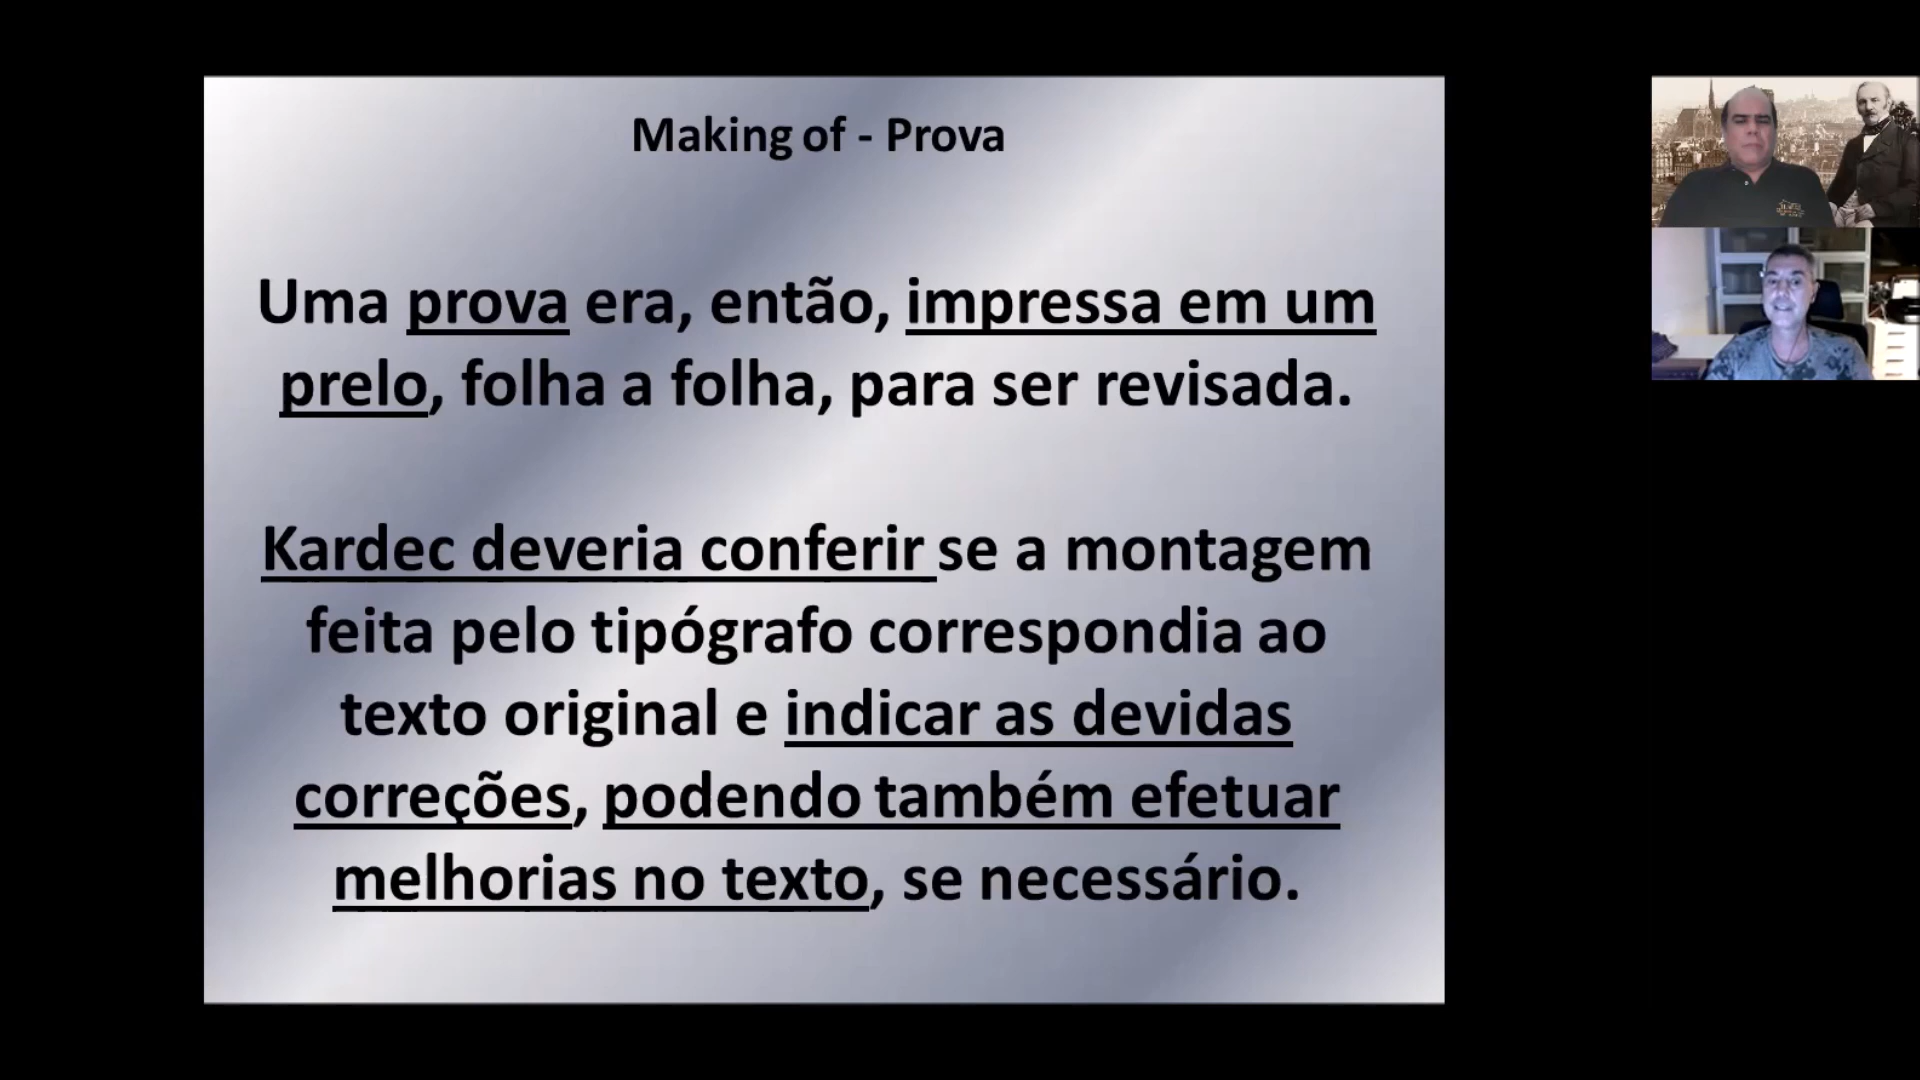 Making of - Prova
Uma prova era, então, impressa em um
prelo, folha a folha, para ser revisada.
Kardec deveria conferir se a montagem
feita pelo tipógrafo correspondia ao
texto original e indicar as devidas
correções, podendo também efetuar
melhorias no texto, se necessário.